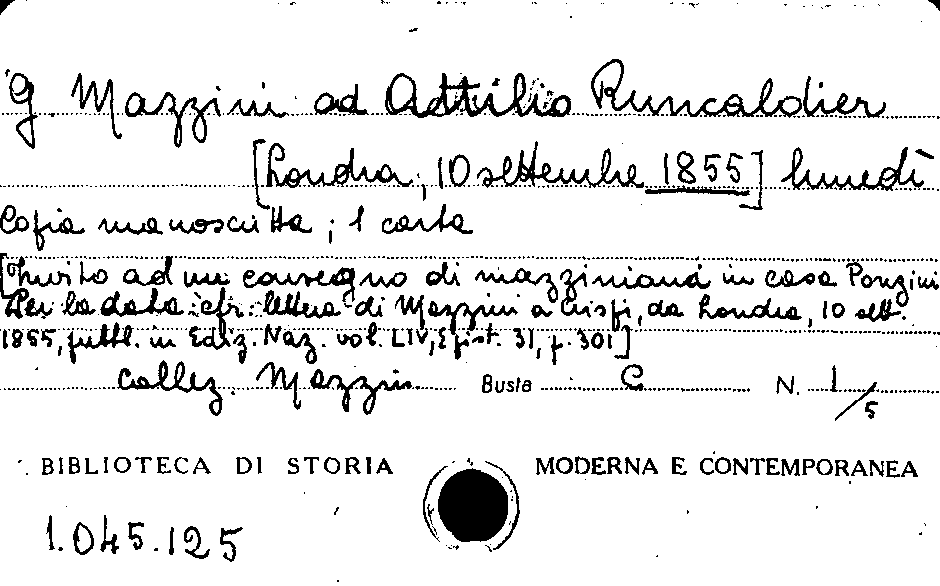 G. Mazzini ad Attilio Runcaldier
[Londra, 10 settembre 1855] lunedì
Copia manoscritta; 1 carta
[Invito ad un convegno di mazziniani in casa Ponzini
Per la data cfr. lettera di Mazzini a Crispi, da Londra, 10 sett.
1855, pubbl. in Ediz. Naz. vol. LIV, Epist. 31, p. 301]
collez. Mazzini Busta C N. 1/5
BIBLIOTECA DI STORIA MODERNA E CONTEMPORANEA
1.045.125